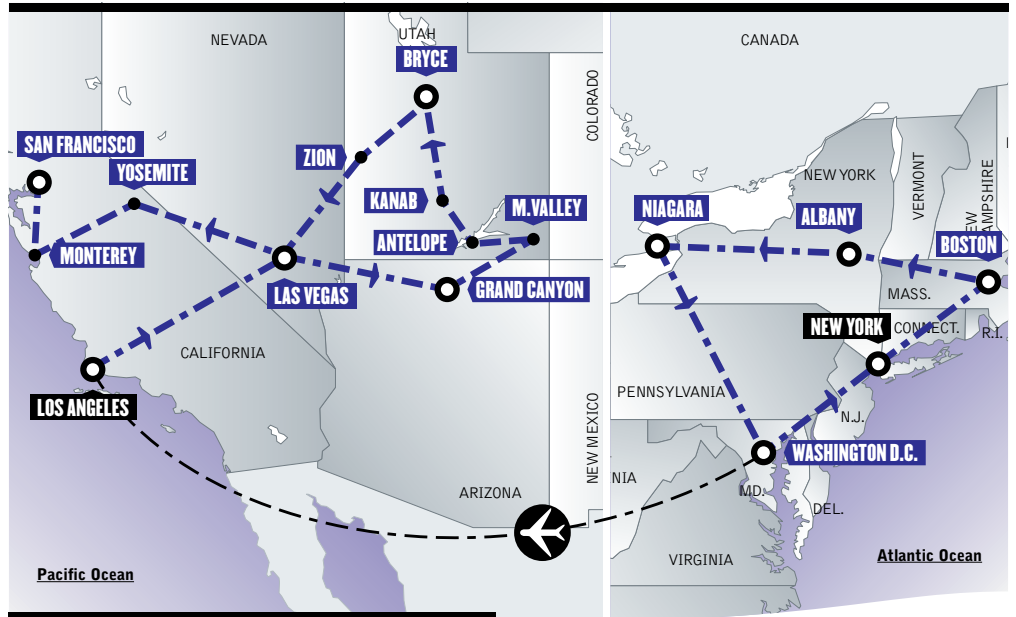 NEVADA
UTAH
BRYCE
COLORADO
SAN FRANCISCO
YOSEMITE
ZION
KANAB
M.VALLEY
ANTELOPE
MONTEREY
LAS VEGAS
GRAND CANYON
CALIFORNIA
LOS ANGELES
NEW MEXICO
ARIZONA
Pacific Ocean
CANADA
NEW YORK
VERMONT
NEW
AMPSHIRE
NIAGARA
ALBANY
BOSTON
MASS.
NEW YORK
CONNECT.
R.I.
PENNSYLVANIA
N.J.
WASHINGTON D.C.
NIA
MD.
DEL.
VIRGINIA
Atlantic Ocean